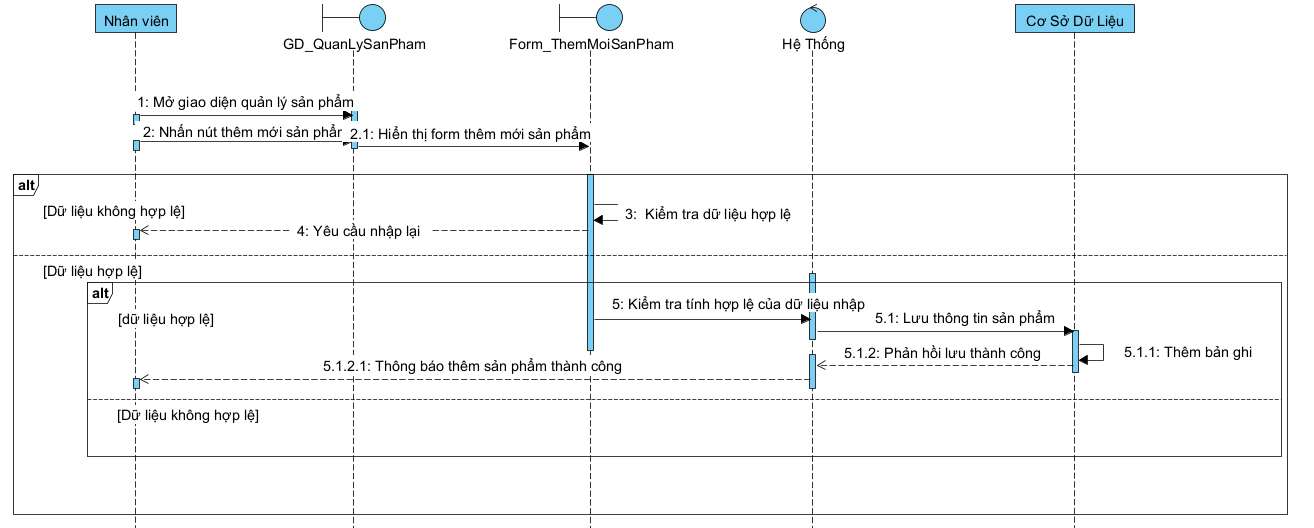 Nhân viên
GD_QuanLySanPham
Form_ThemMoiSanPham
Hệ Thống
Cơ Sở Dữ Liệu
1: Mở giao diện quản lý sản phẩm
2: Nhấn nút thêm mới sản phẩm
2.1: Hiển thị form thêm mới sản phẩm
alt
[Dữ liệu không hợp lệ]
3: Kiểm tra dữ liệu hợp lệ
4: Yêu cầu nhập lại
[Dữ liệu hợp lệ]
alt
[dữ liệu hợp lệ]
5: Kiểm tra tính hợp lệ của dữ liệu nhập
5.1: Lưu thông tin sản phẩm
5.1.1: Thêm bản ghi
5.1.2: Phản hồi lưu thành công
5.1.2.1: Thông báo thêm sản phẩm thành công
[Dữ liệu không hợp lệ]